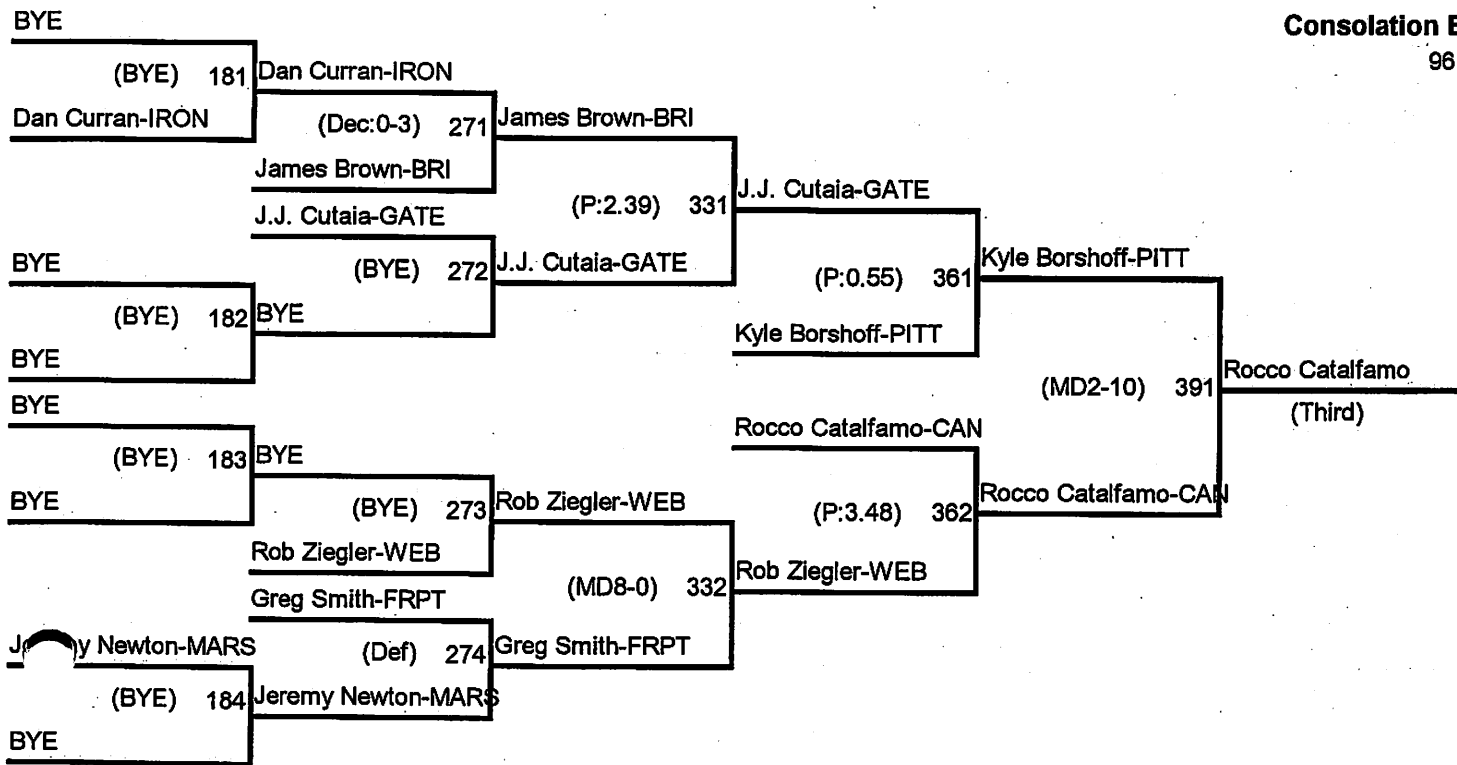 Consolation
96
BYE
(BYE) 181
Dan Curran-IRON
Dan Curran-IRON
(Dec:0-3) 271
James Brown-BRI
James Brown-BRI
(P:2.39) 331
J.J. Cutaia-GATE
J.J. Cutaia-GATE
BYE
(BYE) 272
J.J. Cutaia-GATE
(BYE) 182
BYE
BYE
(P:0.55) 361
Kyle Borshoff-PITT
Kyle Borshoff-PITT
(MD2-10) 391
Rocco Catalfamo
(Third)
BYE
(BYE) 183
BYE
BYE
(BYE) 273
Rob Ziegler-WEB
Rob Ziegler-WEB
Rocco Catalfamo-CAN
(P:3.48) 362
Rocco Catalfamo-CAN
(MD8-0) 332
Rob Ziegler-WEB
Greg Smith-FRPT
(Def) 274
Greg Smith-FRPT
Newton-MARS
(BYE) 184
Jeremy Newton-MARS
BYE